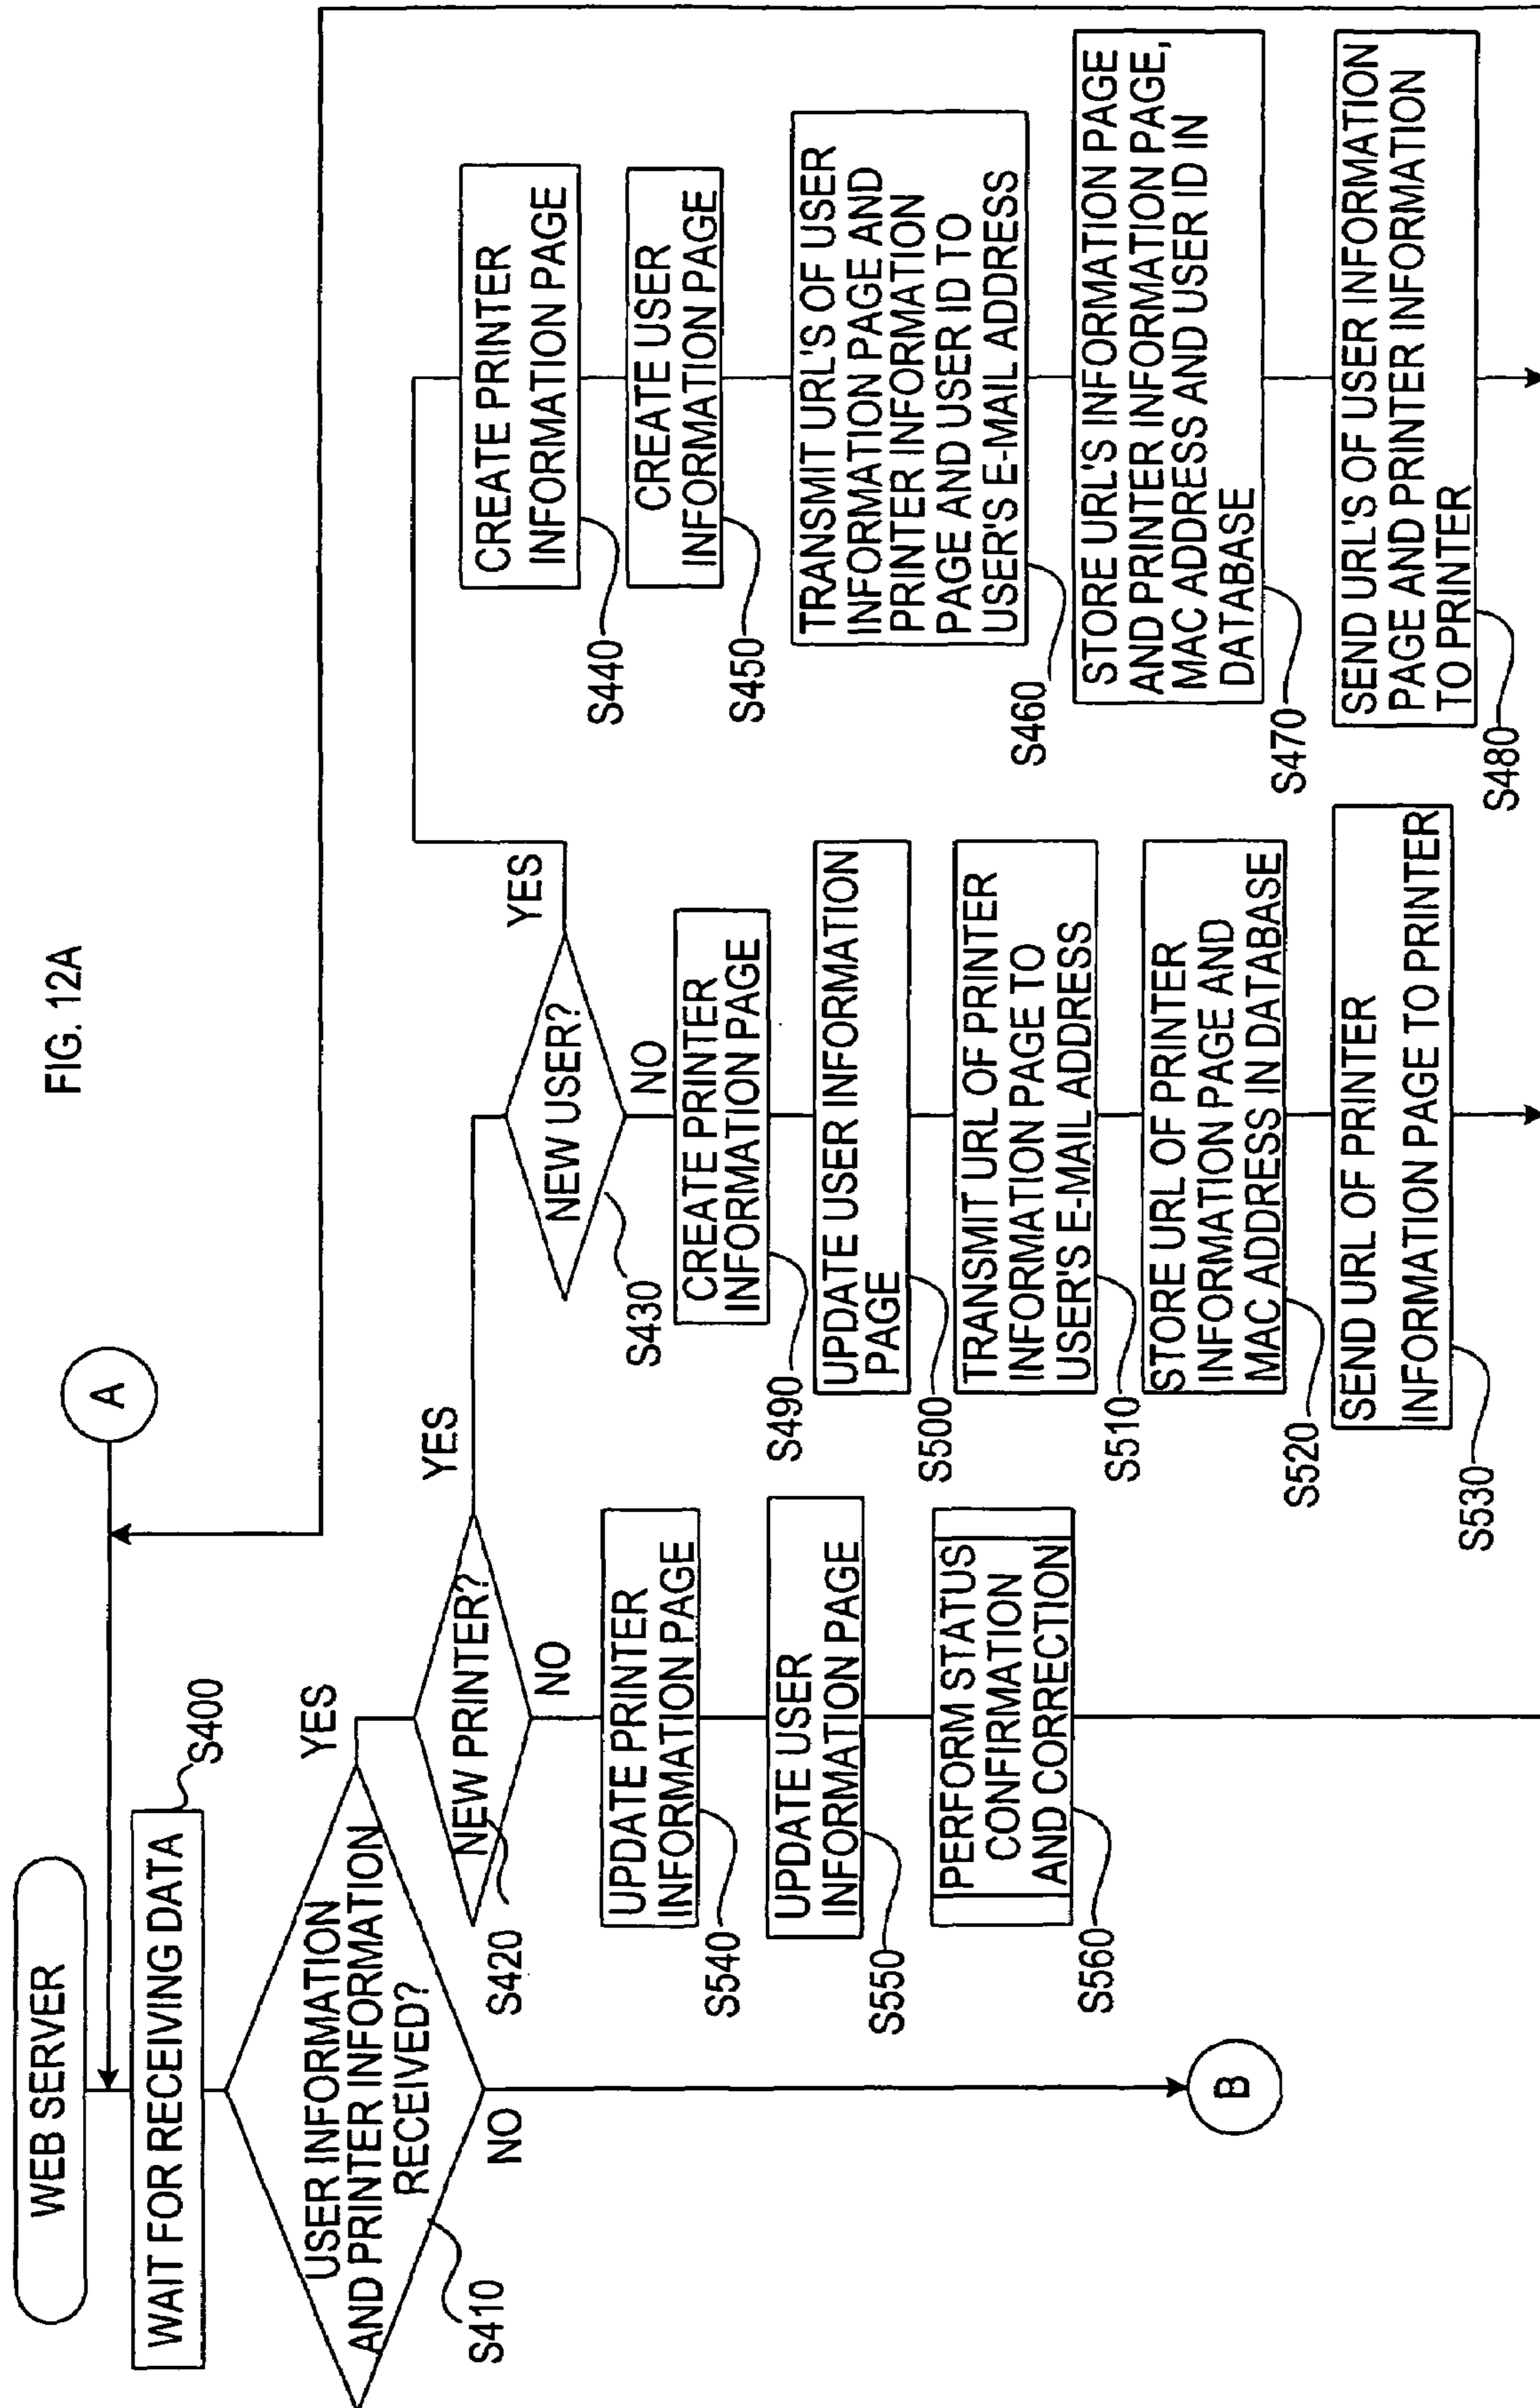 FIG. 12A
WEB SERVER
A
WAIT FOR RECEIVING DATA
S400
USER INFORMATION
AND PRINTER INFORMATION
RECEIVED?
S410
YES
NO
B
NEW PRINTER?
S420
YES
NO
UPDATE PRINTER
INFORMATION PAGE
S540
UPDATE USER
INFORMATION PAGE
S550
PERFORM STATUS
CONFIRMATION
AND CORRECTION
S560
NEW USER?
S430
YES
NO
CREATE PRINTER
INFORMATION PAGE
S490
UPDATE USER INFORMATION
PAGE
S500
TRANSMIT URL OF PRINTER
INFORMATION PAGE TO
USER'S E-MAIL ADDRESS
S510
STORE URL OF PRINTER
INFORMATION PAGE AND
MAC ADDRESS IN DATABASE
S520
SEND URL OF PRINTER
INFORMATION PAGE TO PRINTER
S530
CREATE PRINTER
INFORMATION PAGE
S440
CREATE USER
INFORMATION PAGE
S450
TRANSMIT URL'S OF USER
INFORMATION PAGE AND
PRINTER INFORMATION
PAGE AND USER ID TO
USER'S E-MAIL ADDRESS
S460
STORE URL'S INFORMATION PAGE
AND PRINTER INFORMATION PAGE,
MAC ADDRESS AND USER ID IN
DATABASE
S470
SEND URL'S OF USER INFORMATION
PAGE AND PRINTER INFORMATION
TO PRINTER
S480